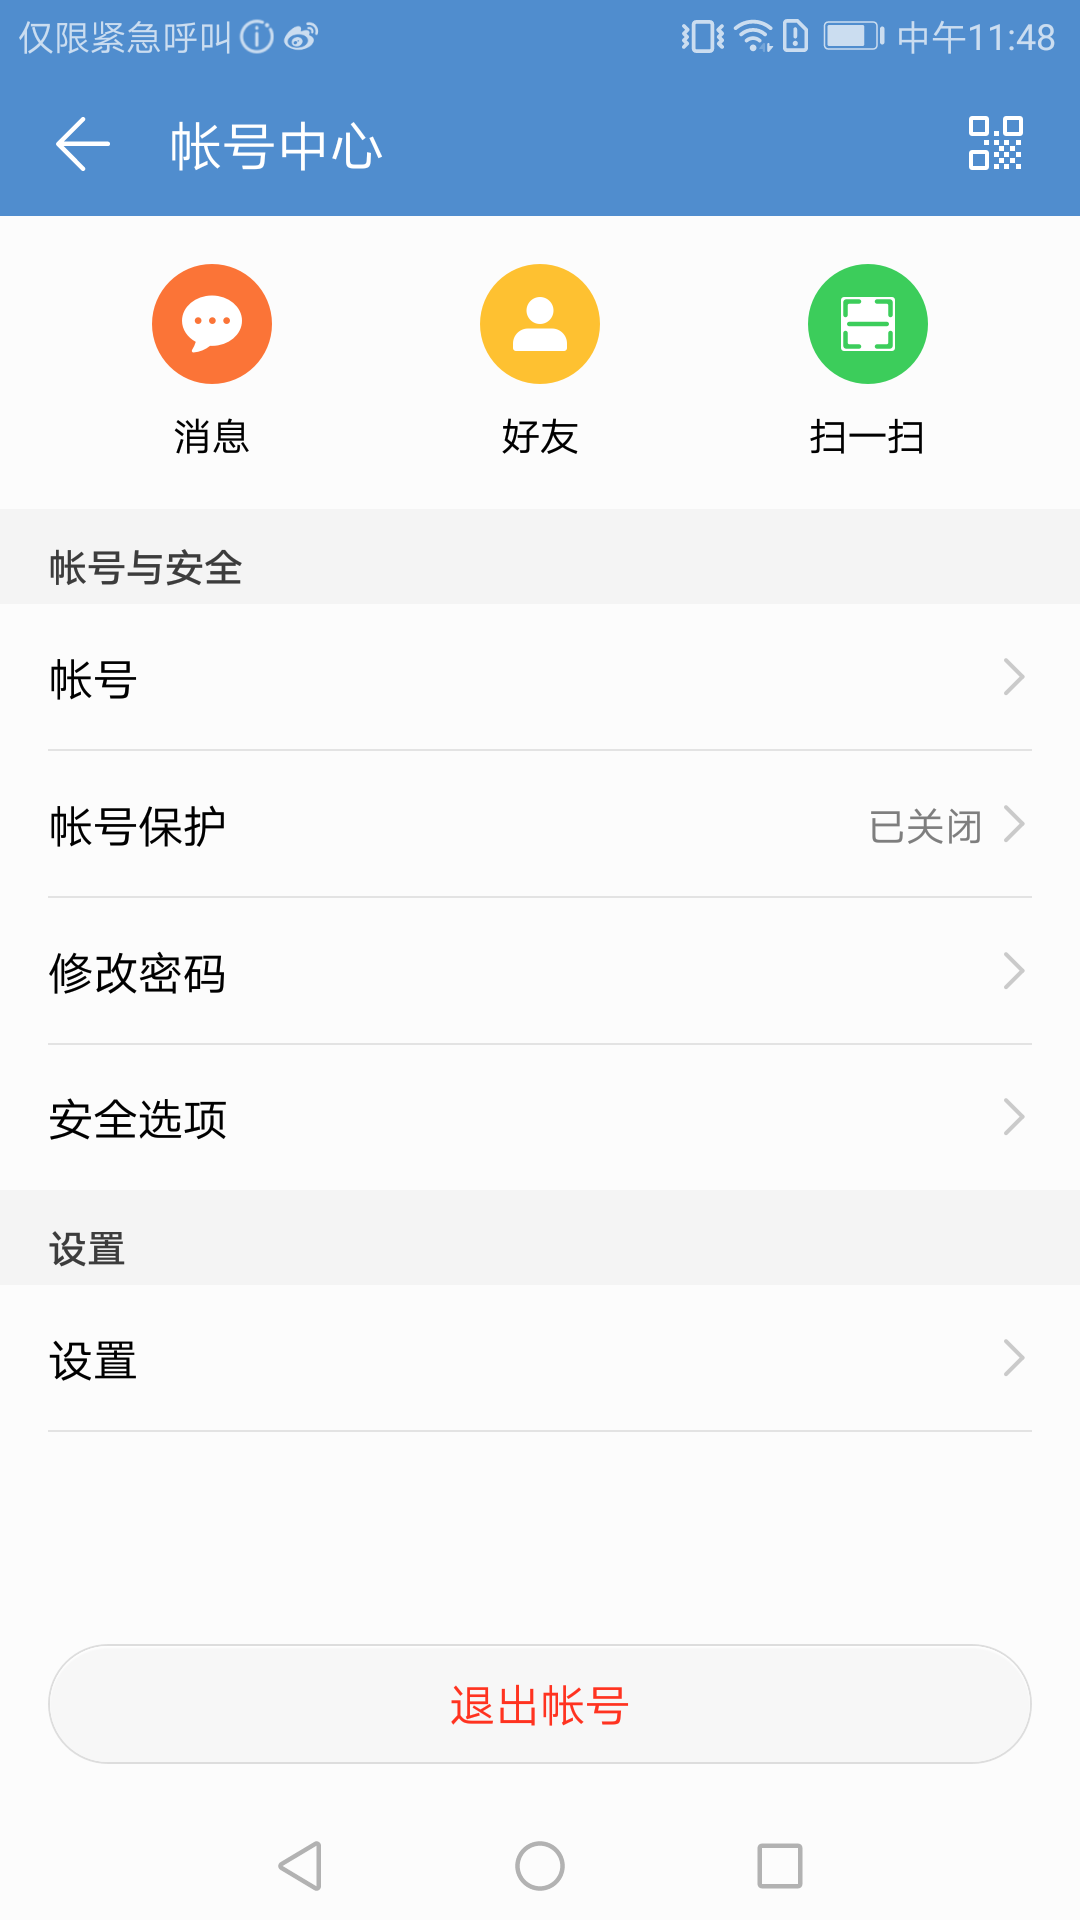 仅限紧急呼叫 中午11:48
帐号中心
消息 好友 扫一扫
帐号与安全
帐号
帐号保护 已关闭
修改密码
安全选项
设置
设置
退出帐号